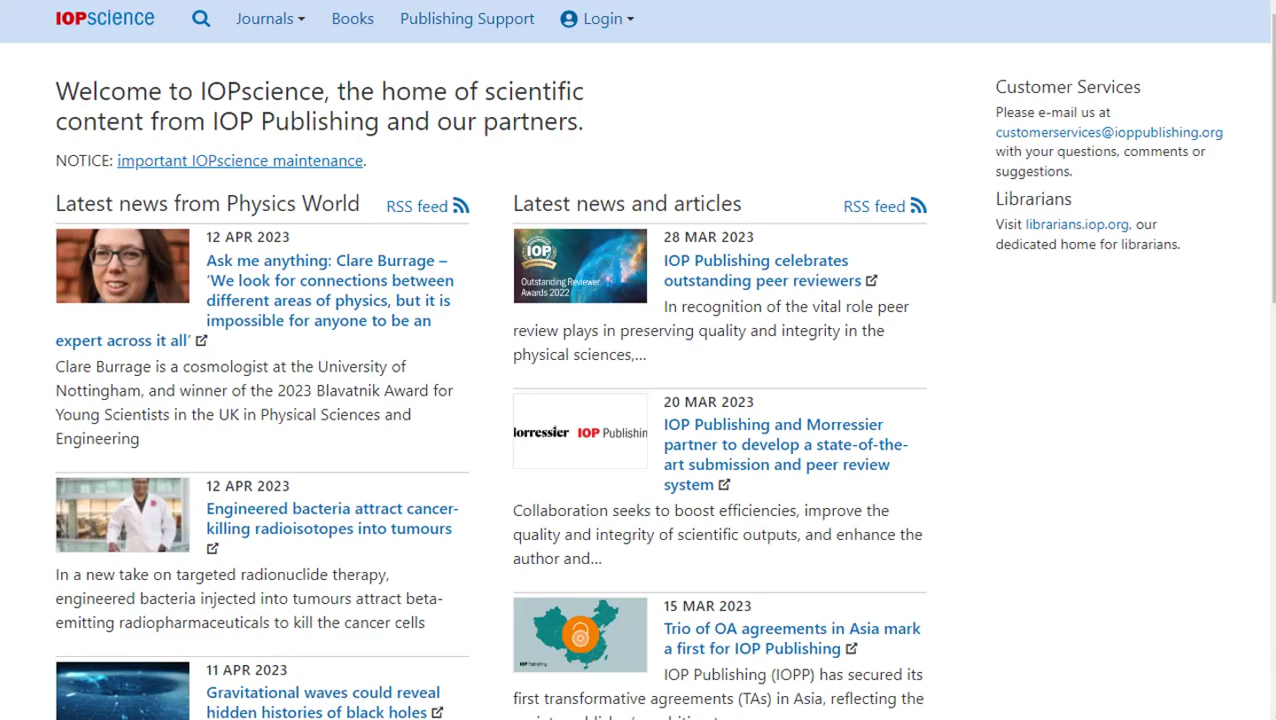 IOPscience Journals Books Publishing Support Login
Welcome to IOPscience, the home of scientific
content from IOP Publishing and our partners.
NOTICE: important IOPscience maintenance.
Latest news from Physics World RSS feed
12 APR 2023
Ask me anything: Clare Burrage –
‘We look for connections between
different areas of physics, but it is
impossible for anyone to be an
expert across it all’
Clare Burrage is a cosmologist at the University of
Nottingham, and winner of the 2023 Blavatnik Award for
Young Scientists in the UK in Physical Sciences and
Engineering
12 APR 2023
Engineered bacteria attract cancer-
killing radioisotopes into tumours
In a new take on targeted radionuclide therapy,
engineered bacteria injected into tumours attract beta-
emitting radiopharmaceuticals to kill the cancer cells
11 APR 2023
Gravitational waves could reveal
hidden histories of black holes
Latest news and articles RSS feed
IOP
Outstanding Reviewer
Awards 2022
28 MAR 2023
IOP Publishing celebrates
outstanding peer reviewers
In recognition of the vital role peer
review plays in preserving quality and integrity in the
physical sciences,...
orressier IOP Publishin
20 MAR 2023
IOP Publishing and Morressier
partner to develop a state-of-the-
art submission and peer review
system
Collaboration seeks to boost efficiencies, improve the
quality and integrity of scientific outputs, and enhance the
author and...
IOP Publishing
15 MAR 2023
Trio of OA agreements in Asia mark
a first for IOP Publishing
IOP Publishing (IOPP) has secured its
first transformative agreements (TAs) in Asia, reflecting the
Customer Services
Please e-mail us at
customerservices@ioppublishing.org
with your questions, comments or
suggestions.
Librarians
Visit librarians.iop.org, our
dedicated home for librarians.